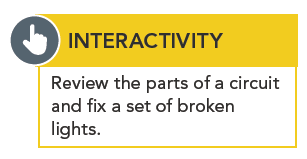 INTERACTIVITY
Review the parts of a circuit
and fix a set of broken
lights.